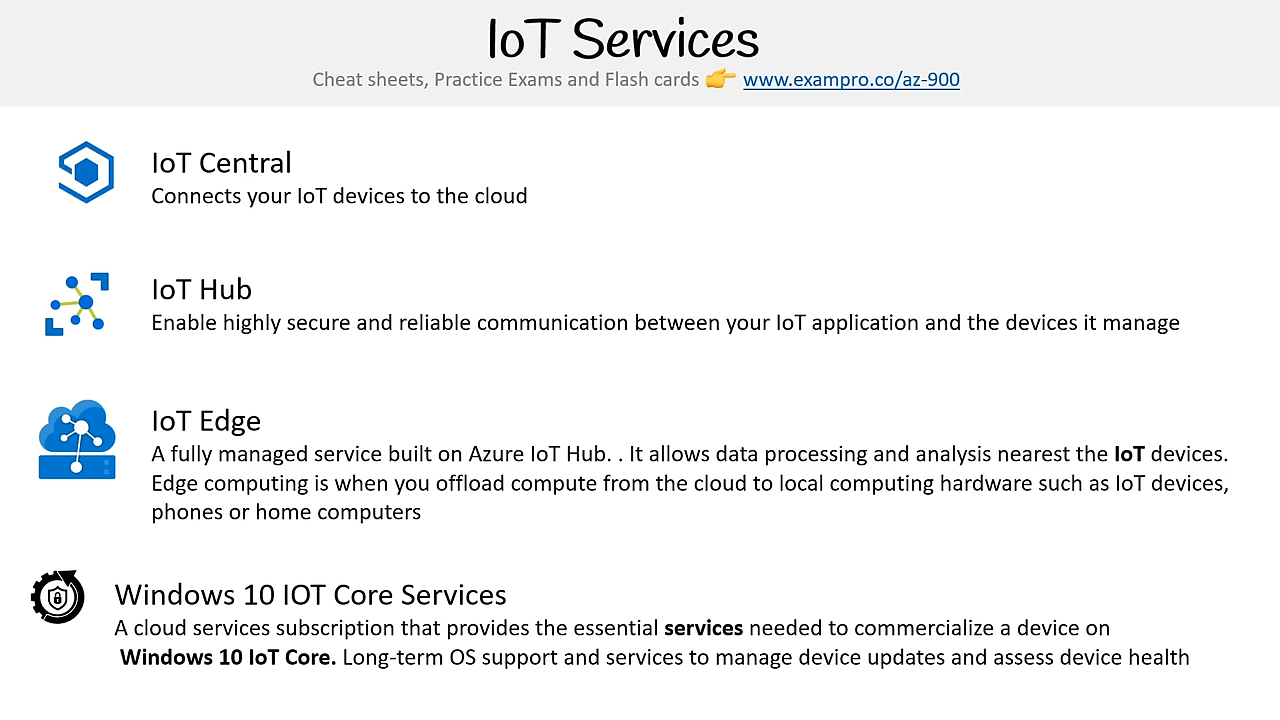 IoT Services
Cheat sheets, Practice Exams and Flash cards 👉 www.exampro.co/az-900
IoT Central
Connects your IoT devices to the cloud
IoT Hub
Enable highly secure and reliable communication between your IoT application and the devices it manage
IoT Edge
A fully managed service built on Azure IoT Hub. . It allows data processing and analysis nearest the IoT devices.
Edge computing is when you offload compute from the cloud to local computing hardware such as IoT devices,
phones or home computers
Windows 10 IOT Core Services
A cloud services subscription that provides the essential services needed to commercialize a device on
Windows 10 IoT Core. Long-term OS support and services to manage device updates and assess device health